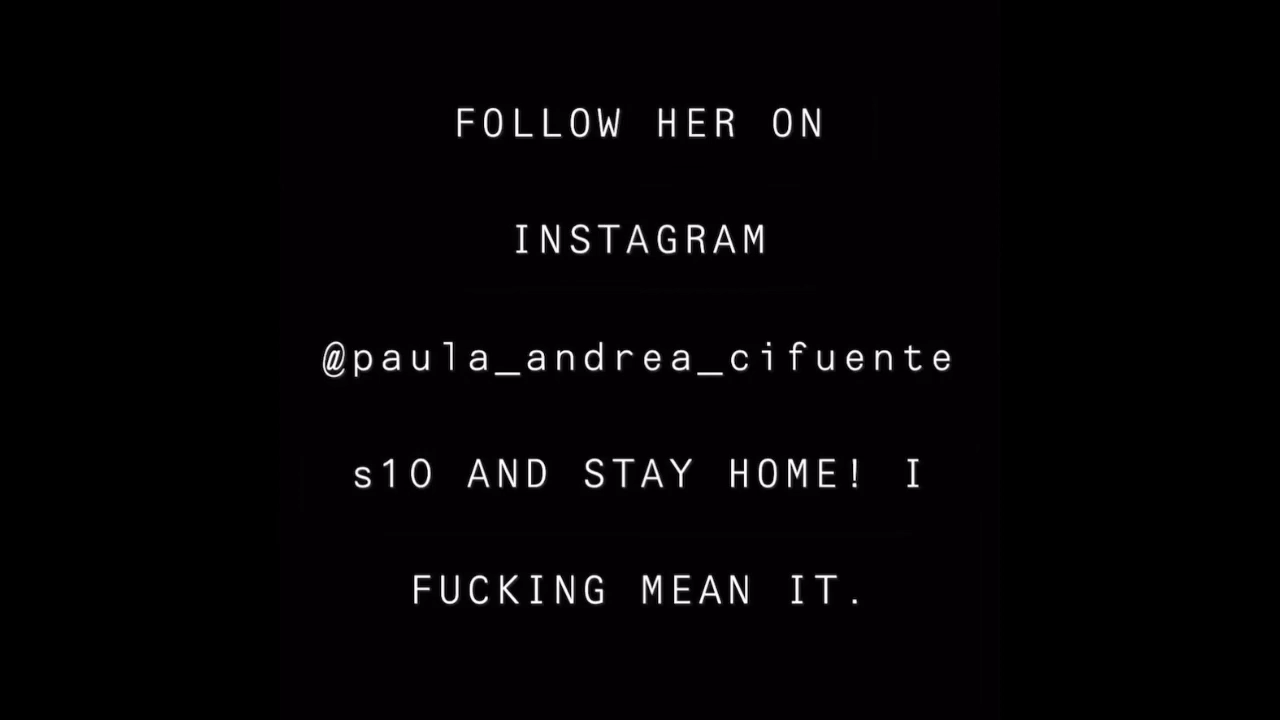 FOLLOW HER ON
INSTAGRAM
@paula_andrea_cifuente
s10 AND STAY HOME! I
FUCKING MEAN IT.